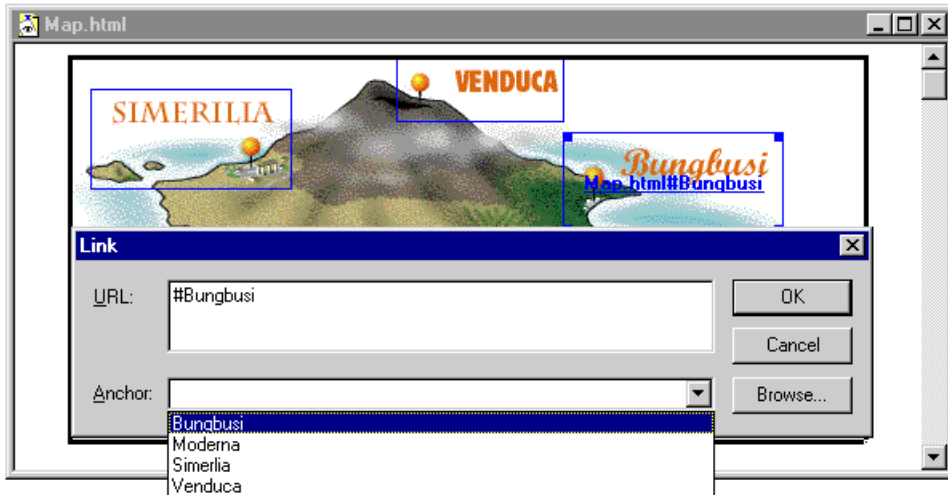 Map.html
VENDUCA
SIMERILIA
Bungbusi
Map.html#Bungbusi
Link
URL:
#Bungbusi
OK
Cancel
Anchor:
Browse...
Bungbusi
Moderna
Simerlia
Venduca